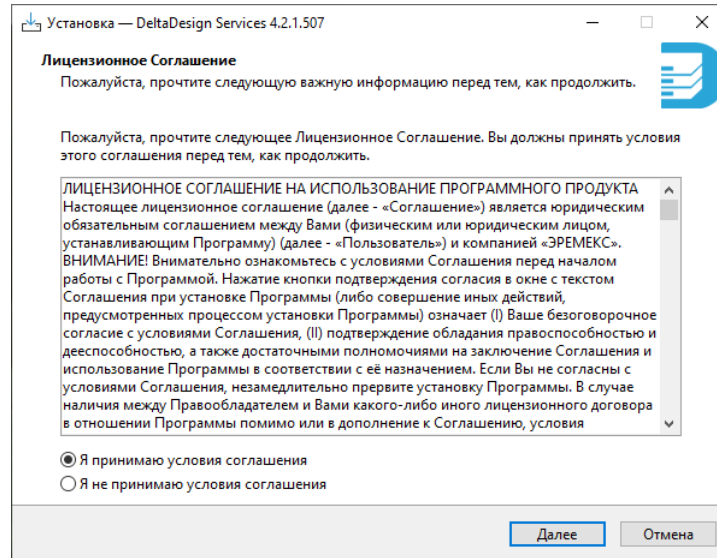 Установка — DeltaDesign Services 4.2.1.507
Лицензионное Соглашение
Пожалуйста, прочтите следующую важную информацию перед тем, как продолжить.
Пожалуйста, прочтите следующее Лицензионное Соглашение. Вы должны принять условия
этого соглашения перед тем, как продолжить.
ЛИЦЕНЗИОННОЕ СОГЛАШЕНИЕ НА ИСПОЛЬЗОВАНИЕ ПРОГРАММНОГО ПРОДУКТА
Настоящее лицензионное соглашение (далее - «Соглашение») является юридическим
обязательным соглашением между Вами (физическим или юридическим лицом,
устанавливающим Программу) (далее - «Пользователь») и компанией «ЭРЕМЕКС».
ВНИМАНИЕ! Внимательно ознакомьтесь с условиями Соглашения перед началом
работы с Программой. Нажатие кнопки подтверждения согласия в окне с текстом
Соглашения при установке Программы (либо совершение иных действий,
предусмотренных процессом установки Программы) означает (I) Ваше безоговорочное
согласие с условиями Соглашения, (II) подтверждение обладания правоспособностью и
дееспособностью, а также достаточными полномочиями на заключение Соглашения и
использование Программы в соответствии с её назначением. Если Вы не согласны с
условиями Соглашения, незамедлительно прервите установку Программы. В случае
наличия между Правообладателем и Вами какого-либо иного лицензионного договора
в отношении Программы помимо или в дополнение к Соглашению, условия
Я принимаю условия соглашения
Я не принимаю условия соглашения
Далее
Отмена